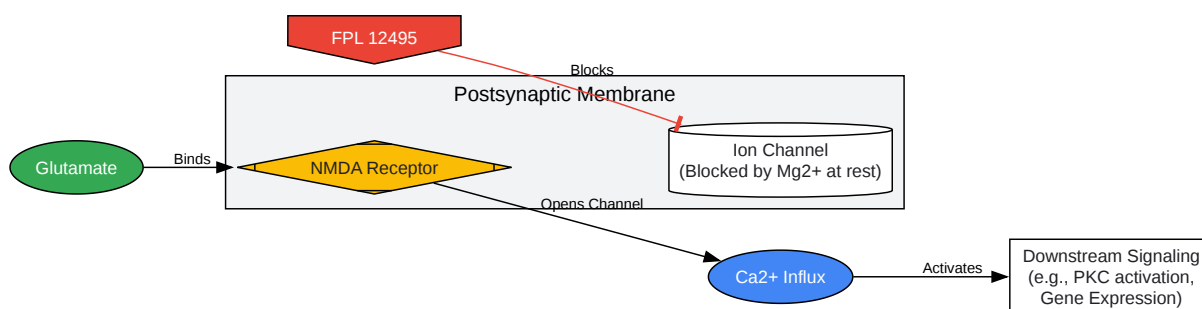 FPL 12495
Blocks
Postsynaptic Membrane
Glutamate
Binds
NMDA Receptor
Ion Channel
(Blocked by Mg2+ at rest)
Opens Channel
Ca2+ Influx
Activates
Downstream Signaling
(e.g., PKC activation,
Gene Expression)